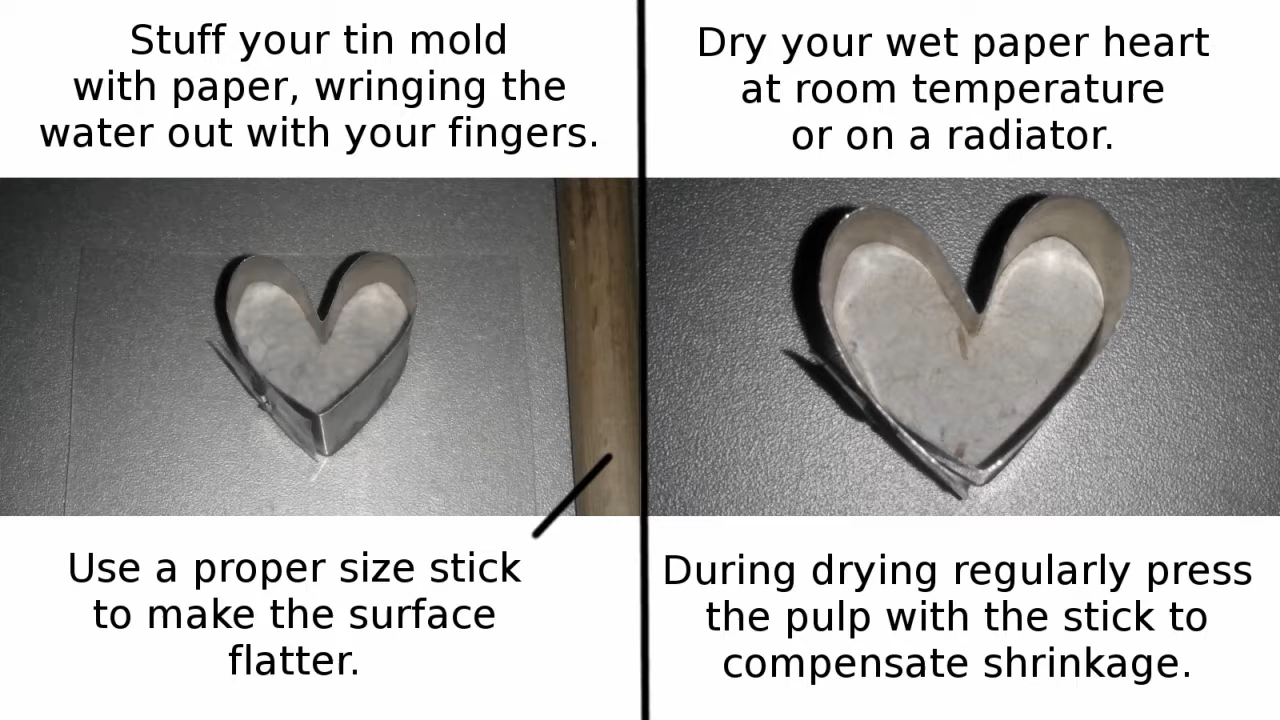 Stuff your tin mold
with paper, wringing the
water out with your fingers.
Use a proper size stick
to make the surface
flatter.
Dry your wet paper heart
at room temperature
or on a radiator.
During drying regularly press
the pulp with the stick to
compensate shrinkage.